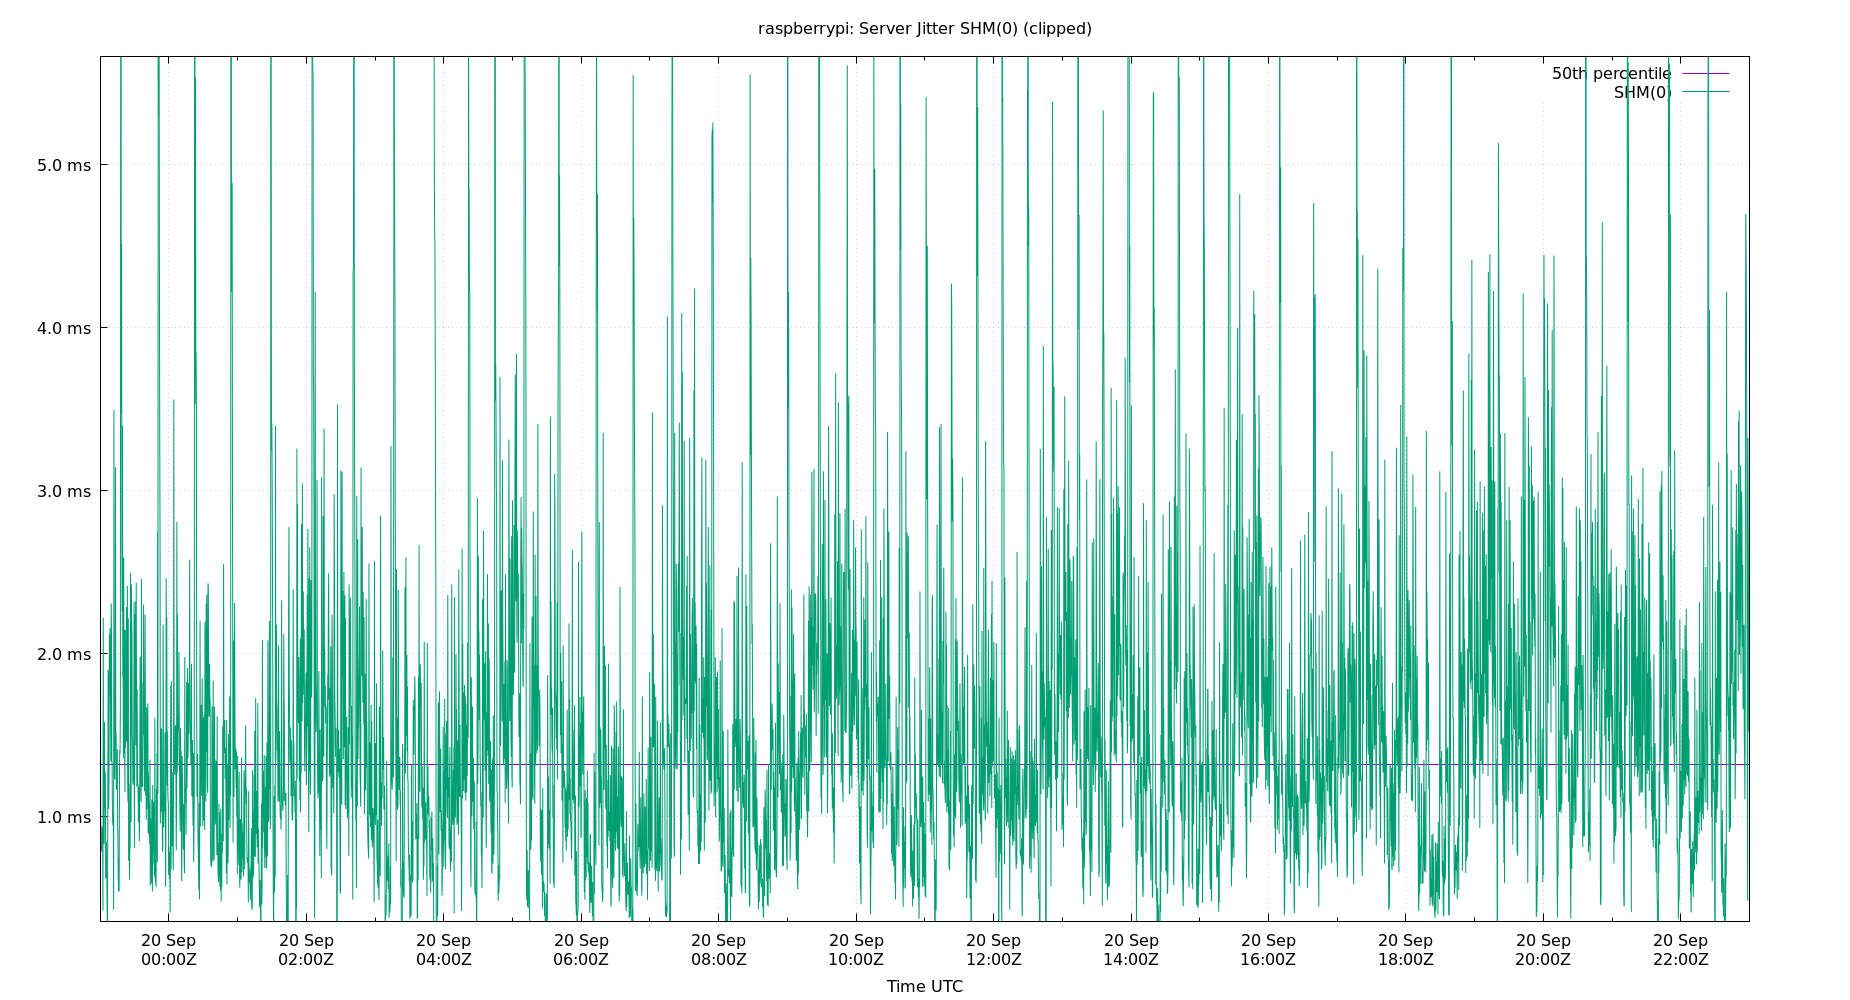 raspberrypi: Server Jitter SHM(0) (clipped)
50th percentile
SHM(0)
5.0 ms
4.0 ms
3.0 ms
2.0 ms
1.0 ms
20 Sep 20 Sep 20 Sep 20 Sep 20 Sep 20 Sep 20 Sep 20 Sep 20 Sep 20 Sep 20 Sep 20 Sep
00:00Z 02:00Z 04:00Z 06:00Z 08:00Z 10:00Z 12:00Z 14:00Z 16:00Z 18:00Z 20:00Z 22:00Z
Time UTC